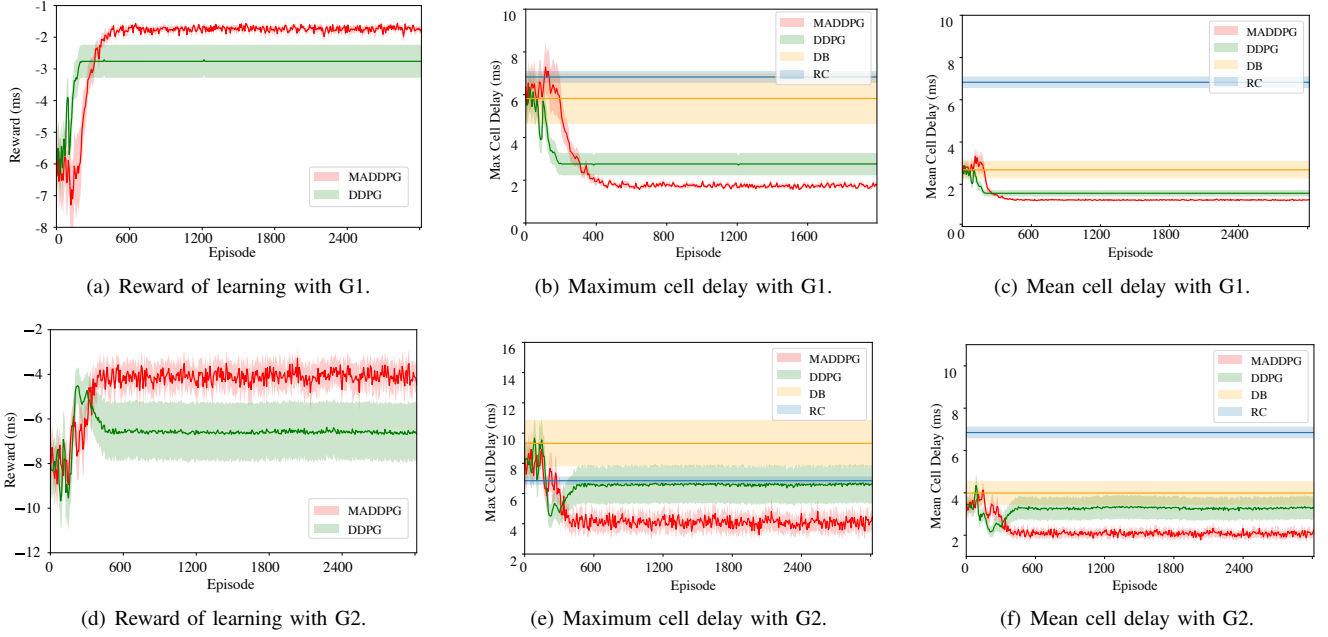 -1
-2
-3
-4
-5
-6
-7
-8
Reward (ms)
MADDPG
DDPG
0
600
1200
1800
2400
Episode
(a) Reward of learning with G1.
10
8
6
4
2
0
Max Cell Delay (ms)
MADDPG
DDPG
DB
RC
0
400
800
1200
1600
Episode
(b) Maximum cell delay with G1.
10
8
6
4
2
0
Mean Cell Delay (ms)
MADDPG
DDPG
DB
RC
0
600
1200
1800
2400
Episode
(c) Mean cell delay with G1.
−2
−4
−6
−8
−10
−12
Reward (ms)
MADDPG
DDPG
600
1200
1800
2400
Episode
(d) Reward of learning with G2.
16
14
12
10
8
6
4
2
Max Cell Delay (ms)
MADDPG
DDPG
DB
RC
0
600
1200
1800
2400
Episode
(e) Maximum cell delay with G2.
10
8
6
4
2
Mean Cell Delay (ms)
MADDPG
DDPG
DB
RC
0
600
1200
1800
2400
Episode
(f) Mean cell delay with G2.